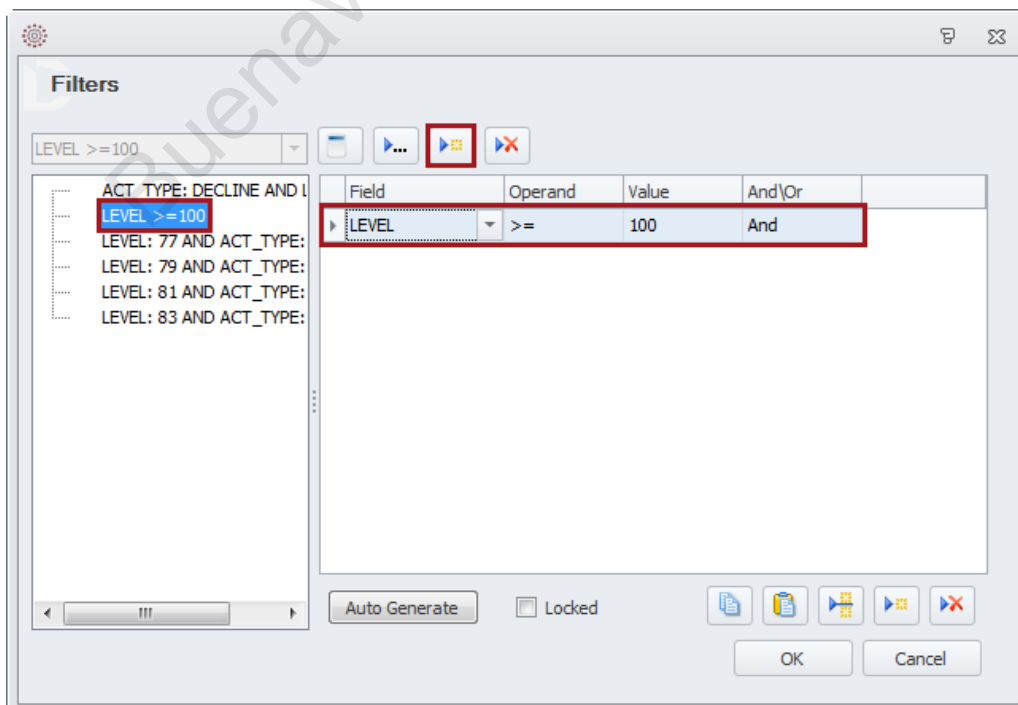 Buenav
Filters
LEVEL >=100
...
ACT_TYPE: DECLINE AND L
LEVEL >=100
LEVEL: 77 AND ACT_TYPE:
LEVEL: 79 AND ACT_TYPE:
LEVEL: 81 AND ACT_TYPE:
LEVEL: 83 AND ACT_TYPE:
Field Operand Value And\Or
LEVEL >= 100 And
Auto Generate Locked
OK Cancel